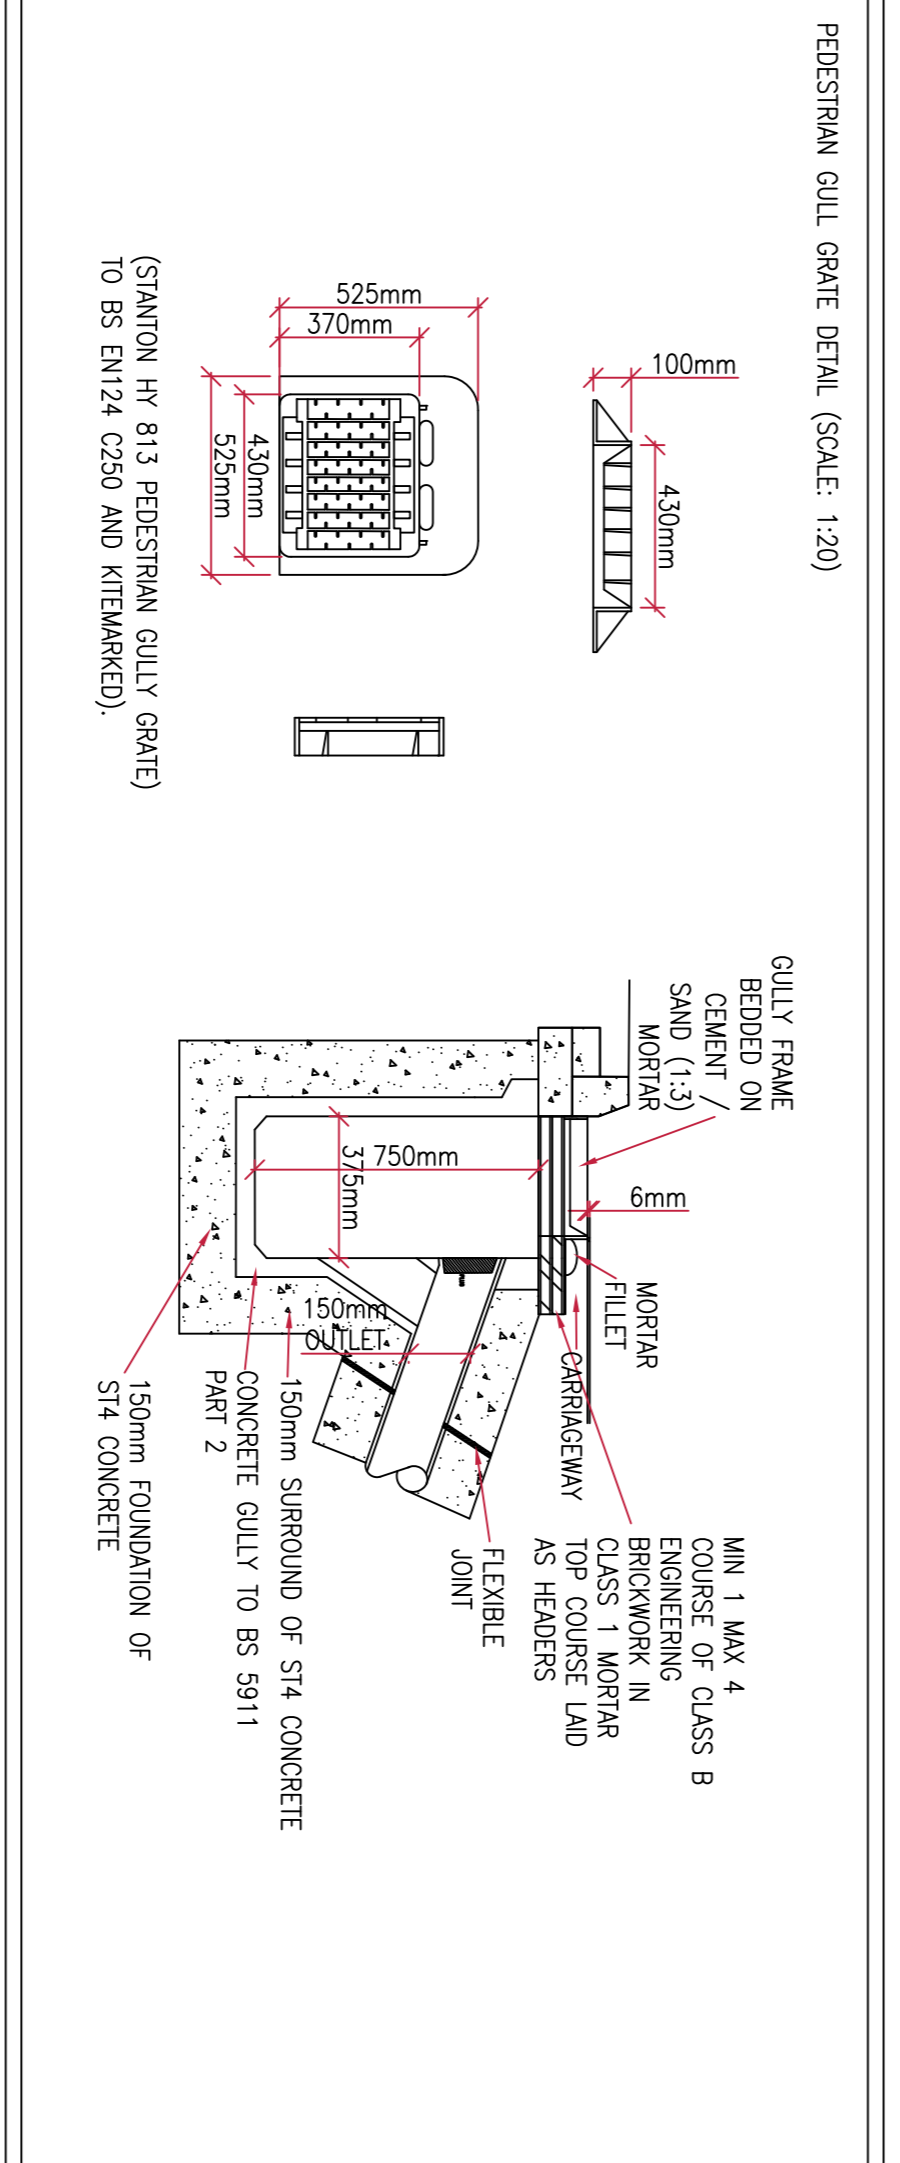 PEDESTRIAN GULL GRATE DETAIL (SCALE: 1:20)
100mm
430mm
525mm
370mm
430mm
525mm
(STANTON HY 813 PEDESTRIAN GULLY GRATE)
TO BS EN124 C250 AND KITEMARKED).
GULLY FRAME
BEDDED ON
CEMENT /
SAND (1:3)
MORTAR
6mm
MORTAR
FILLET
CARRIAGEWAY
750mm
375mm
150mm
OUTLET
MIN 1 MAX 4
COURSE OF CLASS B
ENGINEERING
BRICKWORK IN
CLASS 1 MORTAR
TOP COURSE LAID
AS HEADERS
FLEXIBLE
JOINT
150mm SURROUND OF ST4 CONCRETE
CONCRETE GULLY TO BS 5911
PART 2
150mm FOUNDATION OF
ST4 CONCRETE